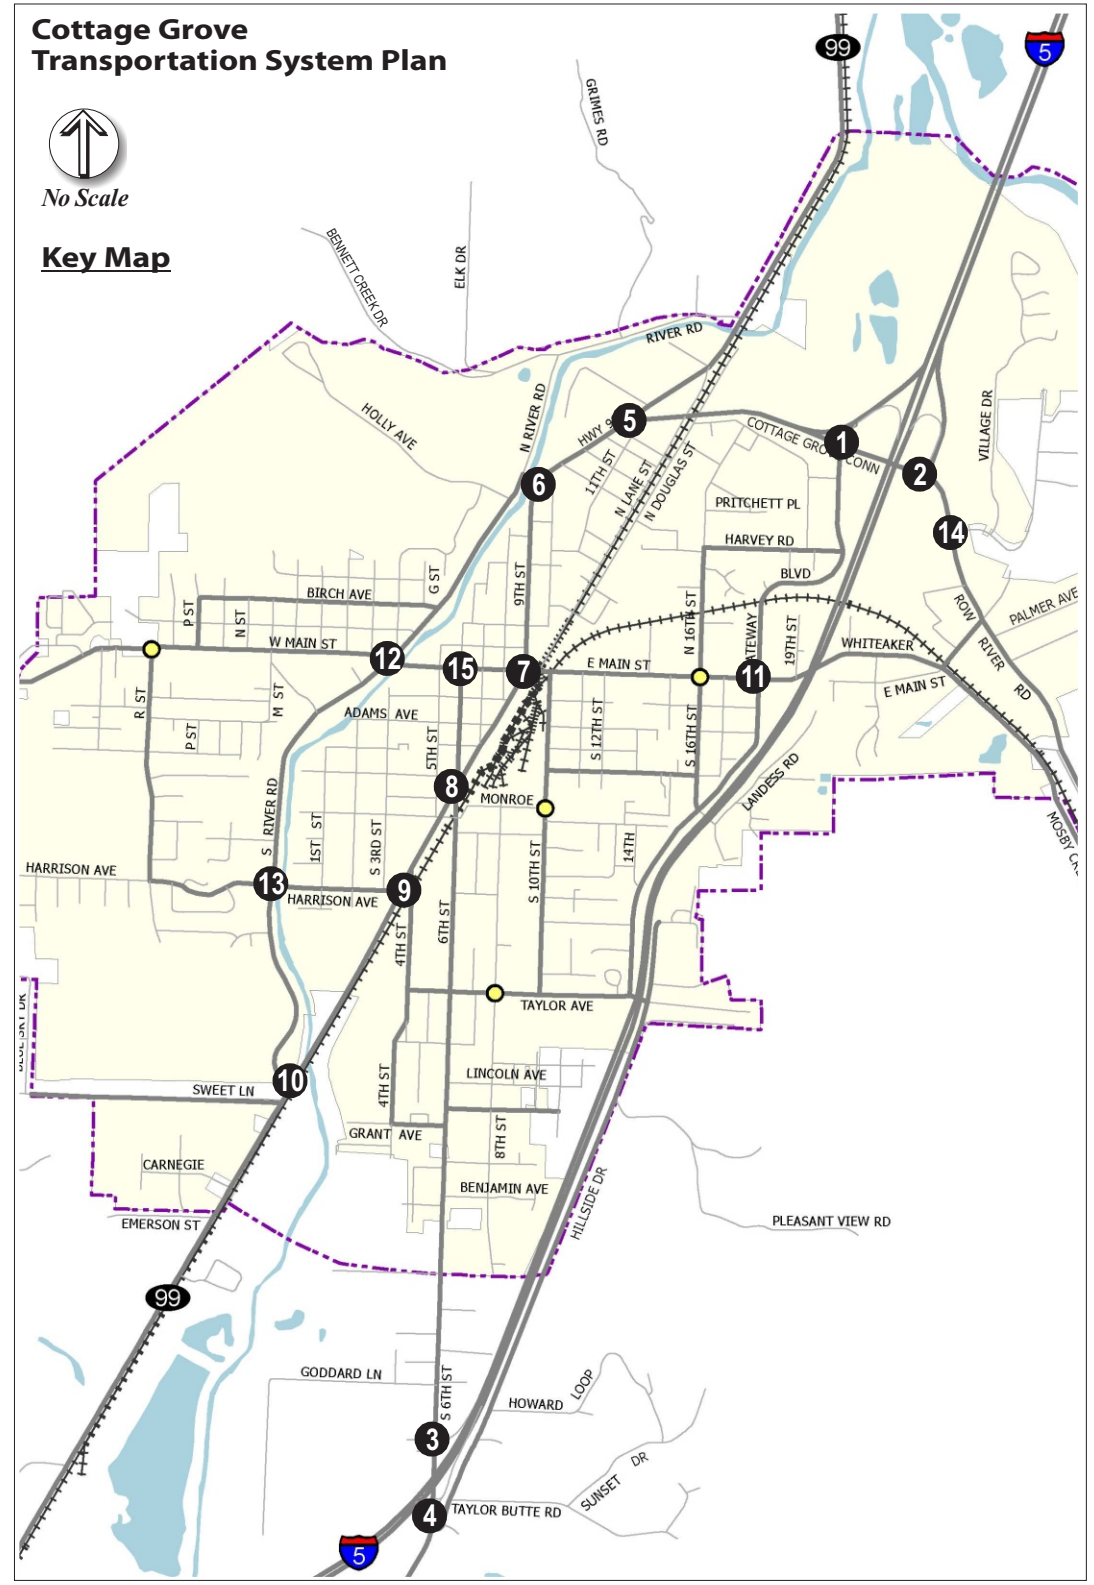 Cottage Grove
Transportation System Plan
No Scale
Key Map
99
5
GRIMES RD
BENNETT CREEK DR
ELK DR
RIVER RD
N RIVER RD
HOLLY AVE
HWY 9
5
COTTAGE GRO
CONN
1
2
VILLAGE DR
6
11TH ST
N LANE ST
N DOUGLAS ST
PRITCHETT PL
14
HARVEY RD
BLVD
9TH ST
G ST
BIRCH AVE
P ST
N ST
W MAIN ST
N 16TH ST
ATEWAY
19TH ST
ROW
RIVER
RD
PALMER AVE
WHITEAKER
12
15
7
E MAIN ST
11
E MAIN ST
R ST
M ST
P ST
ADAMS AVE
5TH ST
S 12TH ST
S 16TH ST
LANDESS RD
8
MONROE
S RIVER RD
1ST ST
S 3RD ST
14TH
MOSBY CR
HARRISON AVE
13
HARRISON AVE
9
S 10TH ST
4TH ST
6TH ST
TAYLOR AVE
BLUE SKY DR
10
SWEET LN
LINCOLN AVE
4TH ST
GRANT AVE
8TH ST
CARNEGIE
BENJAMIN AVE
EMERSON ST
HILLSIDE DR
PLEASANT VIEW RD
99
GODDARD LN
S 6TH ST
HOWARD
LOOP
3
SUNSET
DR
4
TAYLOR BUTTE RD
5